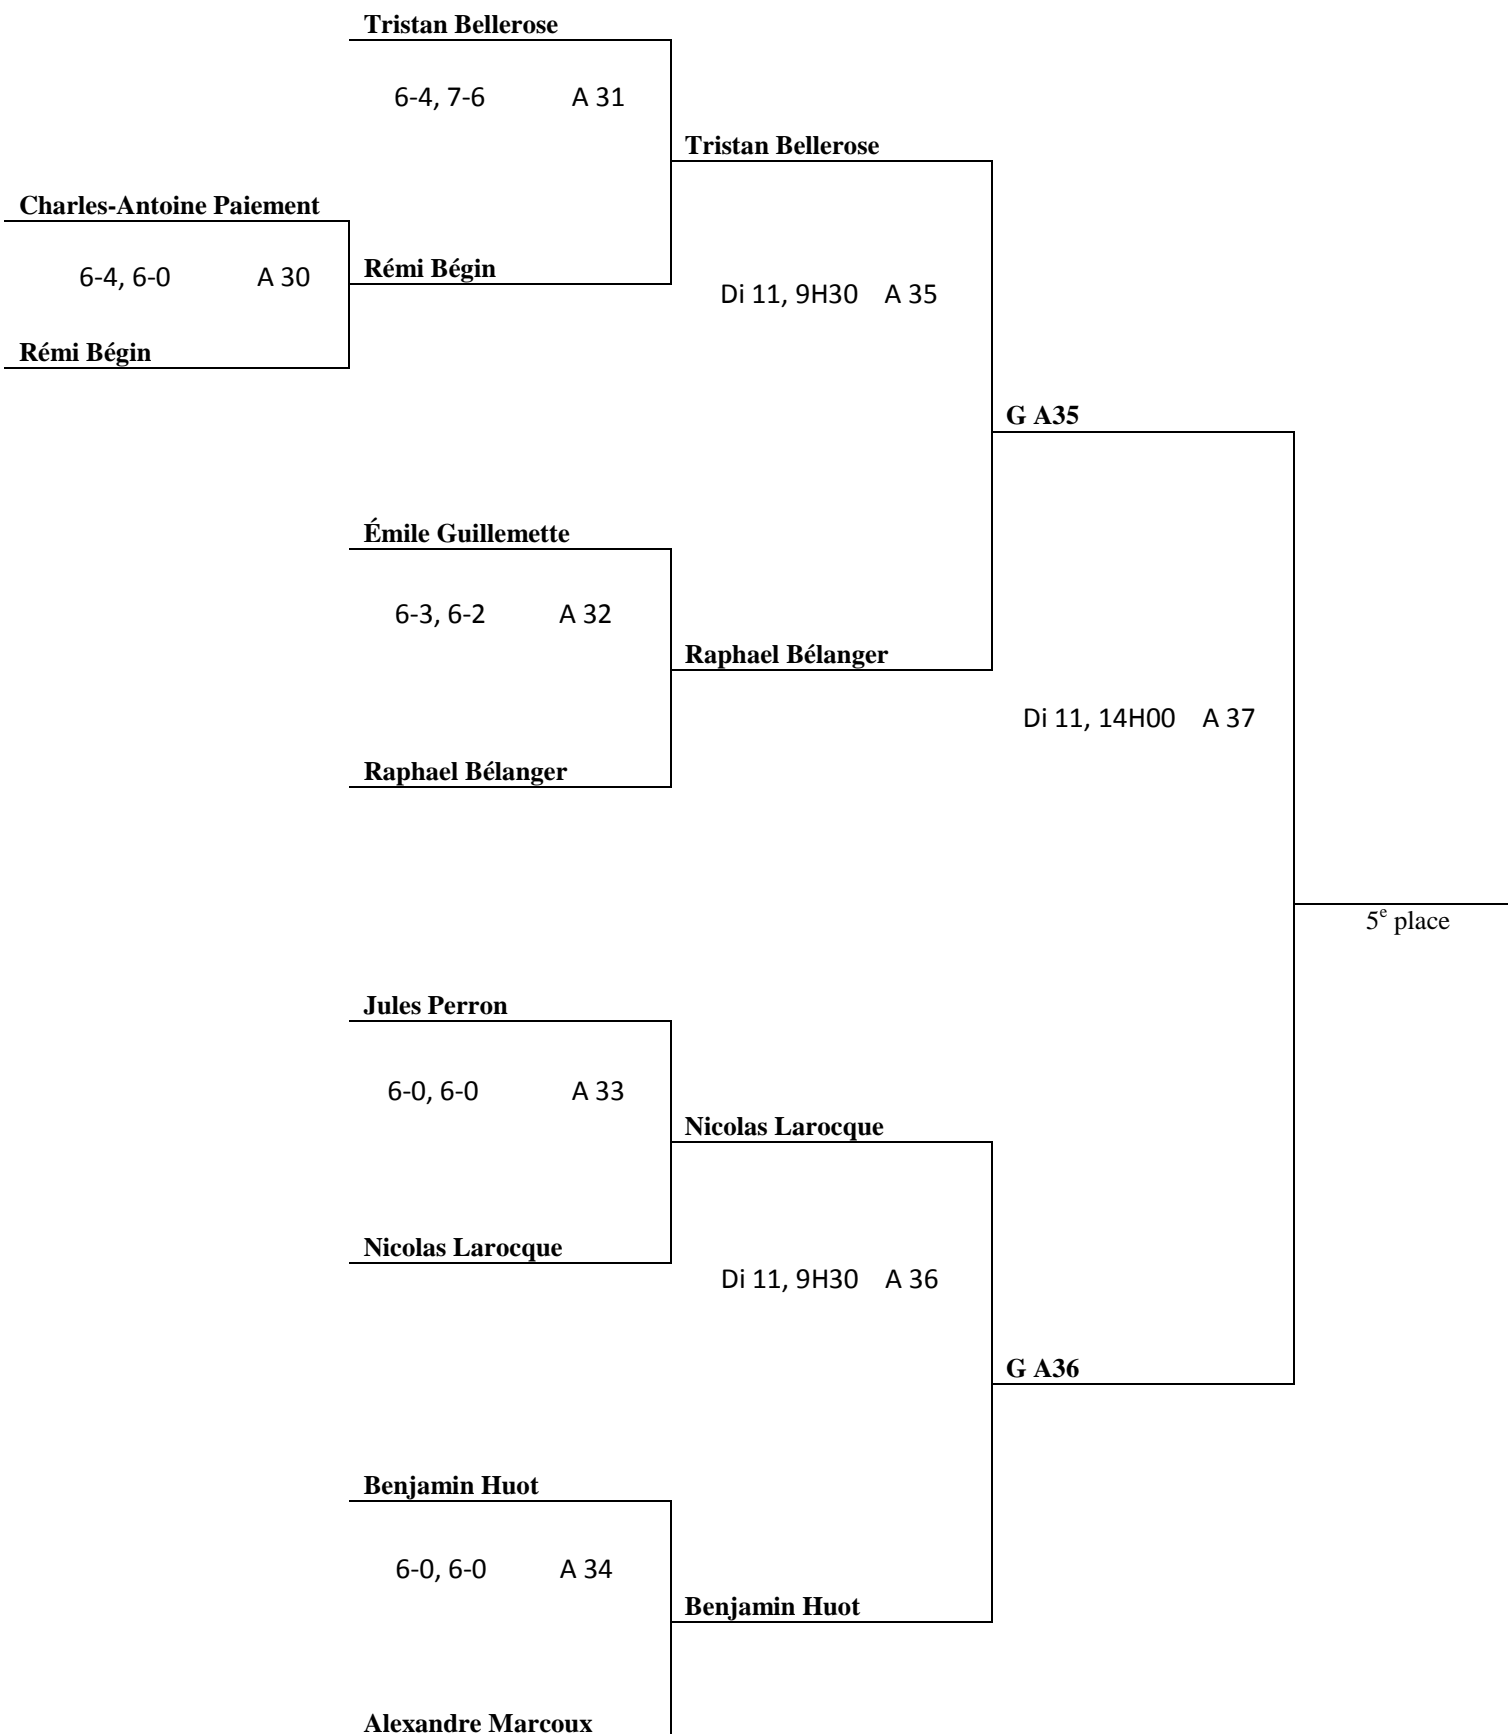 Tristan Bellerose
6-4, 7-6 A 31
Tristan Bellerose
Charles-Antoine Paiement
6-4, 6-0 A 30
Rémi Bégin
Di 11, 9H30 A 35
Rémi Bégin
G A35
Émile Guillemette
6-3, 6-2 A 32
Raphael Bélanger
Di 11, 14H00 A 37
Raphael Bélanger
5e place
Jules Perron
6-0, 6-0 A 33
Nicolas Larocque
Nicolas Larocque
Di 11, 9H30 A 36
G A36
Benjamin Huot
6-0, 6-0 A 34
Benjamin Huot
Alexandre Marcoux